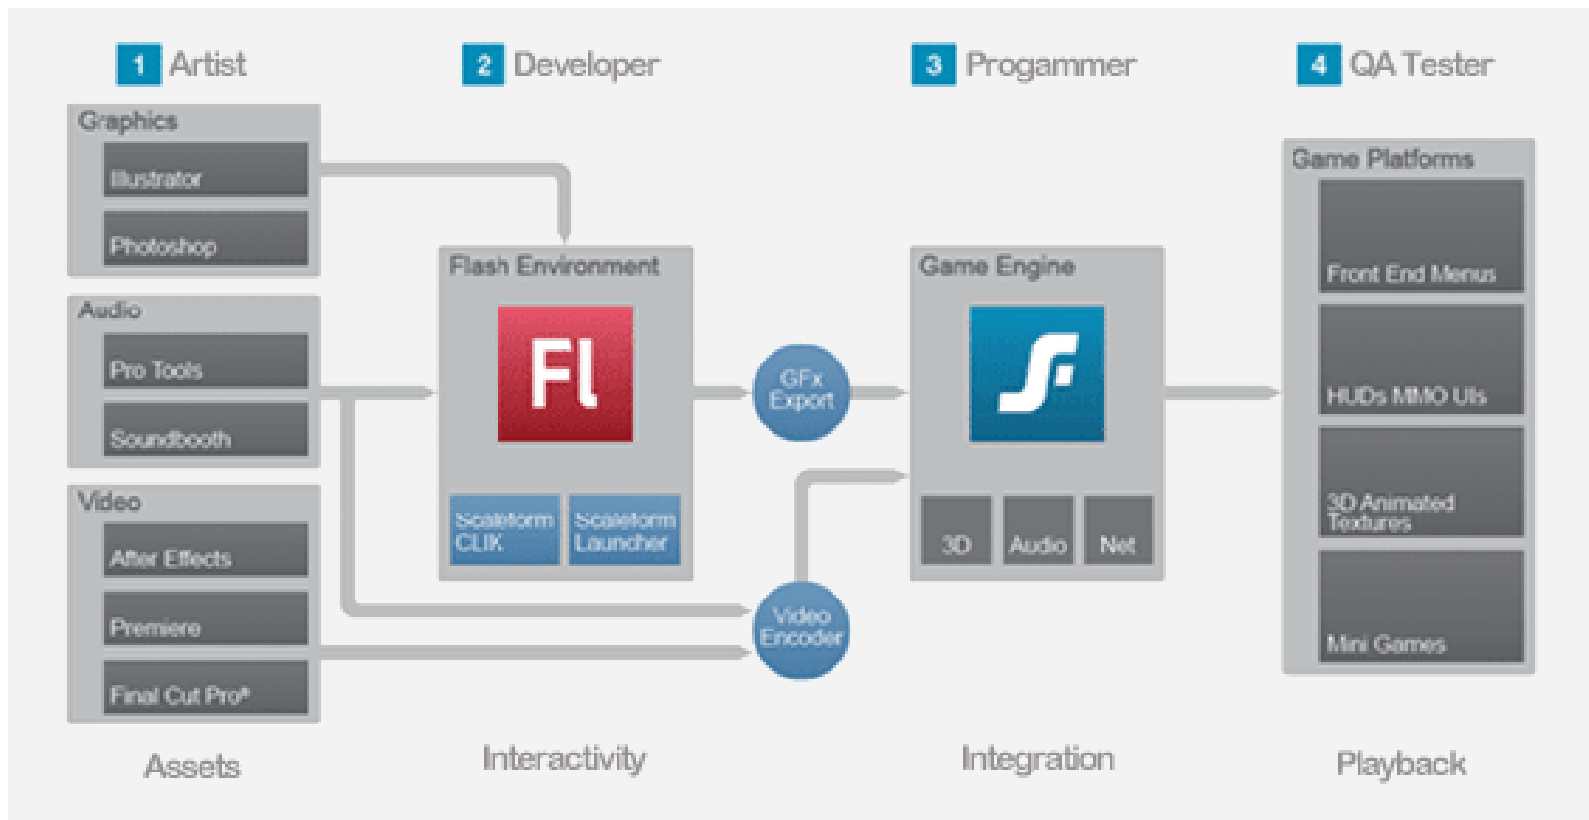 1 Artist
2 Developer
3 Progammer
4 QA Tester
Graphics
Illustrator
Photoshop
Audio
Pro Tools
Soundbooth
Video
After Effects
Premiere
Final Cut Pro®
Flash Environment
Fl
Scaleform
CLIK
Scaleform
Launcher
GFx
Export
Video
Encoder
Game Engine
3D
Audio
Net
Game Platforms
Front End Menus
HUDs MMO UIs
3D Animated
Textures
Mini Games
Assets
Interactivity
Integration
Playback